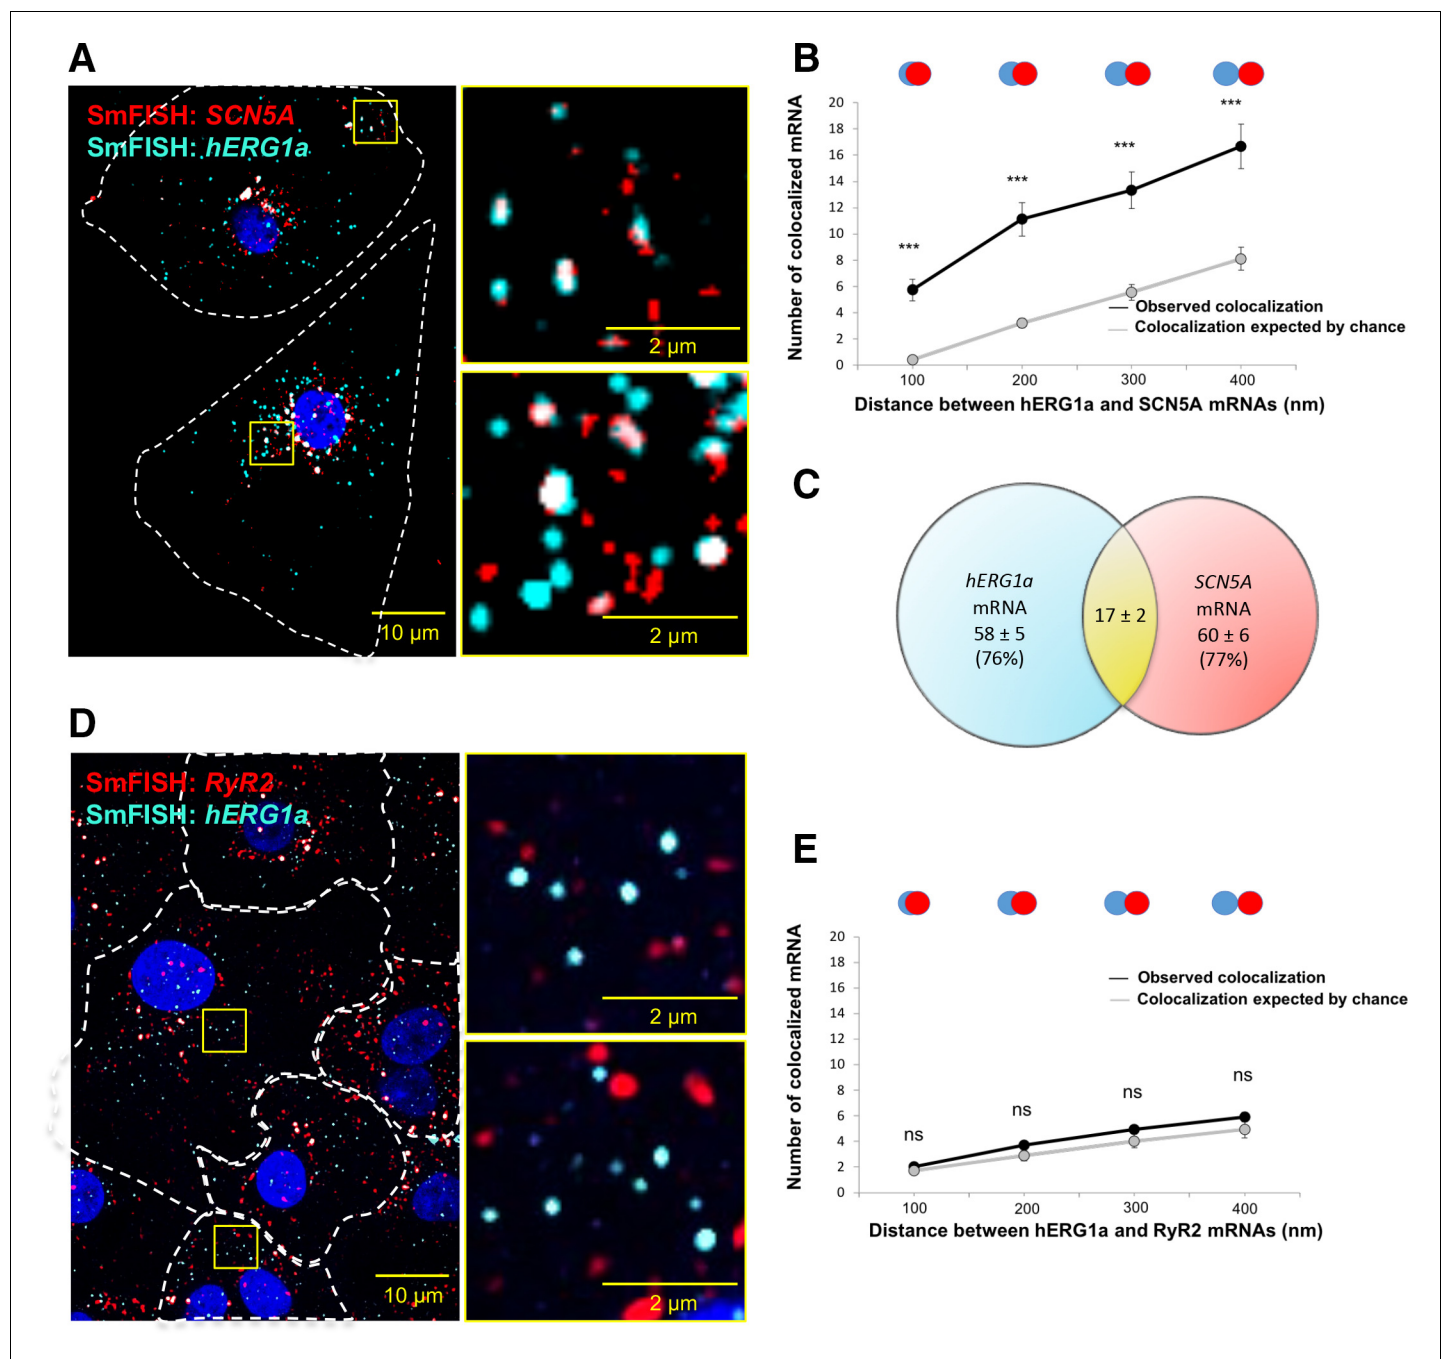 A
SmFISH: SCN5A
SmFISH: hERG1a
10 µm
2 µm
2 µm
B
Number of colocalized mRNA
20
18
16
14
12
10
8
6
4
2
0
***
***
***
***
Observed colocalization
Colocalization expected by chance
100 200 300 400
Distance between hERG1a and SCN5A mRNAs (nm)
C
hERG1a
mRNA
58 ± 5
(76%)
17 ± 2
SCN5A
mRNA
60 ± 6
(77%)
D
SmFISH: RyR2
SmFISH: hERG1a
10 µm
2 µm
2 µm
E
Number of colocalized mRNA
20
18
16
14
12
10
8
6
4
2
0
Observed colocalization
Colocalization expected by chance
ns
ns
ns
ns
100 200 300 400
Distance between hERG1a and RyR2 mRNAs (nm)